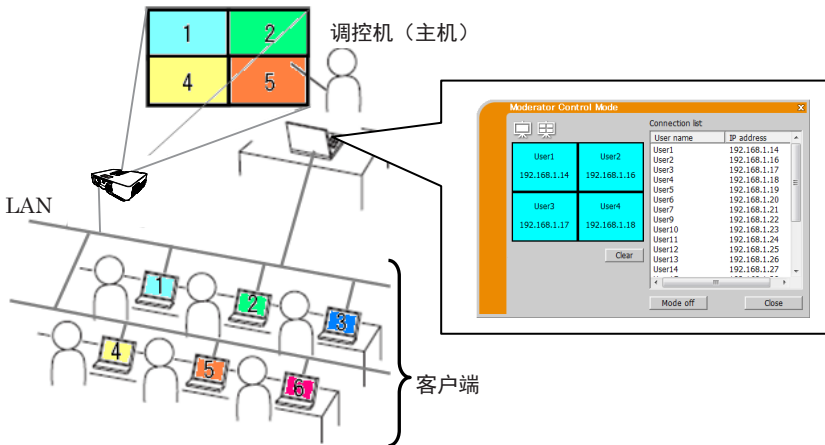 1 2
4 5
调控机（主机）
LAN
1
2
3
4
5
6
客户端
Moderator Control Mode
Connection list
User name IP address
User1 192.168.1.14
User2 192.168.1.16
User3 192.168.1.17
User4 192.168.1.18
User5 192.168.1.19
User6 192.168.1.20
User7 192.168.1.21
User9 192.168.1.22
User10 192.168.1.23
User11 192.168.1.24
User12 192.168.1.25
User13 192.168.1.26
User14 192.168.1.27
User1 User2
192.168.1.14 192.168.1.16
User3 User4
192.168.1.17 192.168.1.18
Clear
Mode off Close